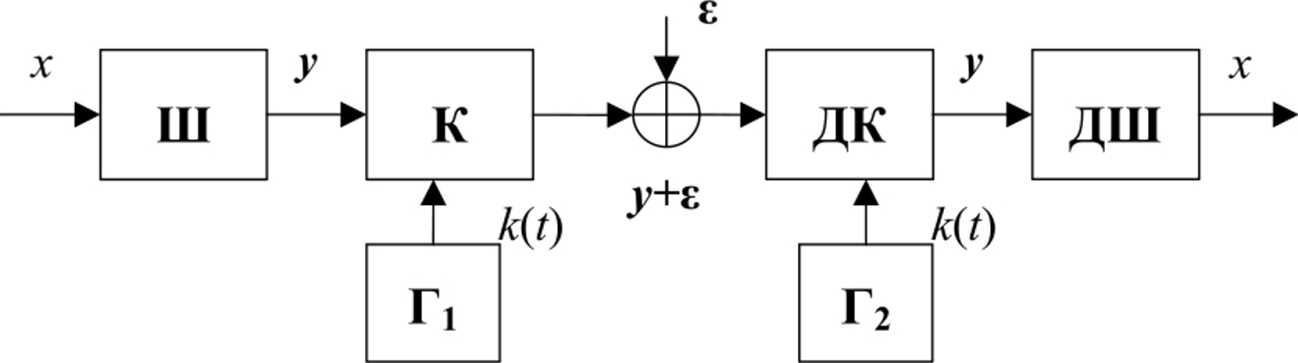 ε
x
y
y
x
Ш
К
ДК
ДШ
y+ε
k(t)
k(t)
Г1
Г2